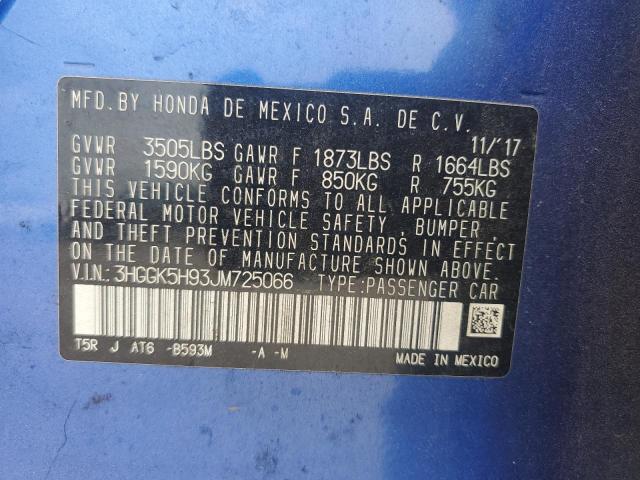 MFD. BY HONDA DE MEXICO S.A. DE C.V.
11/'17
GVWR 3505LBS GAWR F 1873LBS R 1664LBS
GVWR 1590KG GAWR F 850KG R 755KG
THIS VEHICLE CONFORMS TO ALL APPLICABLE
FEDERAL MOTOR VEHICLE SAFETY, BUMPER,
AND THEFT PREVENTION STANDARDS IN EFFECT
ON THE DATE OF MANUFACTURE SHOWN ABOVE.
V.I.N.: 3HGGK5H93JM725066 TYPE:PASSENGER CAR
T5R J AT6 -B593M -A -M
MADE IN MEXICO